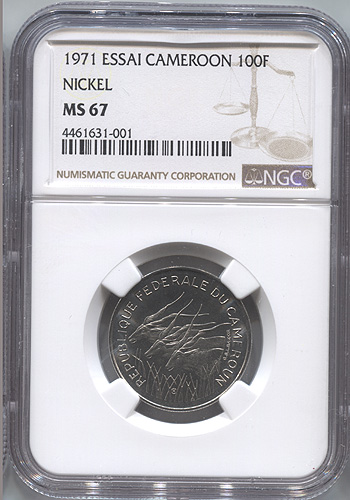 1971 ESSAI CAMEROON 100F
NICKEL
MS 67
4461631-001
NUMISMATIC GUARANTY CORPORATION
NGC®
REPUBLIQUE FEDERALE DU CAMEROUN